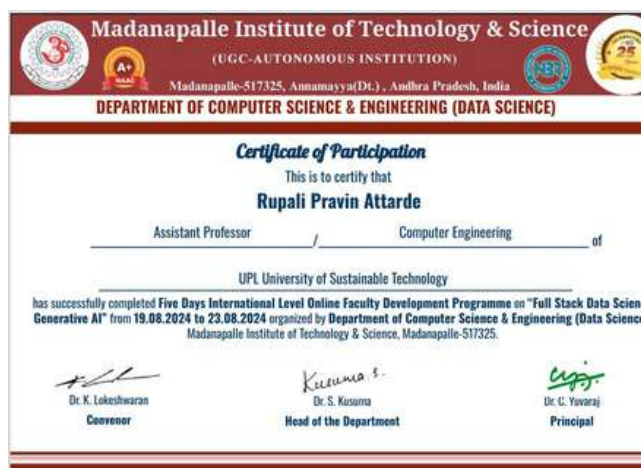 Madanapalle Institute of Technology & Science
(UGC-AUTONOMOUS INSTITUTION)
A+
NAAC
25
Madanapalle-517325, Annamayya(Dt.) , Andhra Pradesh, India
DEPARTMENT OF COMPUTER SCIENCE & ENGINEERING (DATA SCIENCE)
Certificate of Participation
This is to certify that
Rupali Pravin Attarde
Assistant Professor / Computer Engineering of
UPL University of Sustainable Technology
has successfully completed Five Days International Level Online Faculty Development Programme on "Full Stack Data Scien
Generative AI" from 19.08.2024 to 23.08.2024 organized by Department of Computer Science & Engineering (Data Science
Madanapalle Institute of Technology & Science, Madanapalle-517325.
Kusuma S.
Dr. K. Lokeshwaran Dr. S. Kusuma Dr. C. Yuvaraj
Convenor Head of the Department Principal